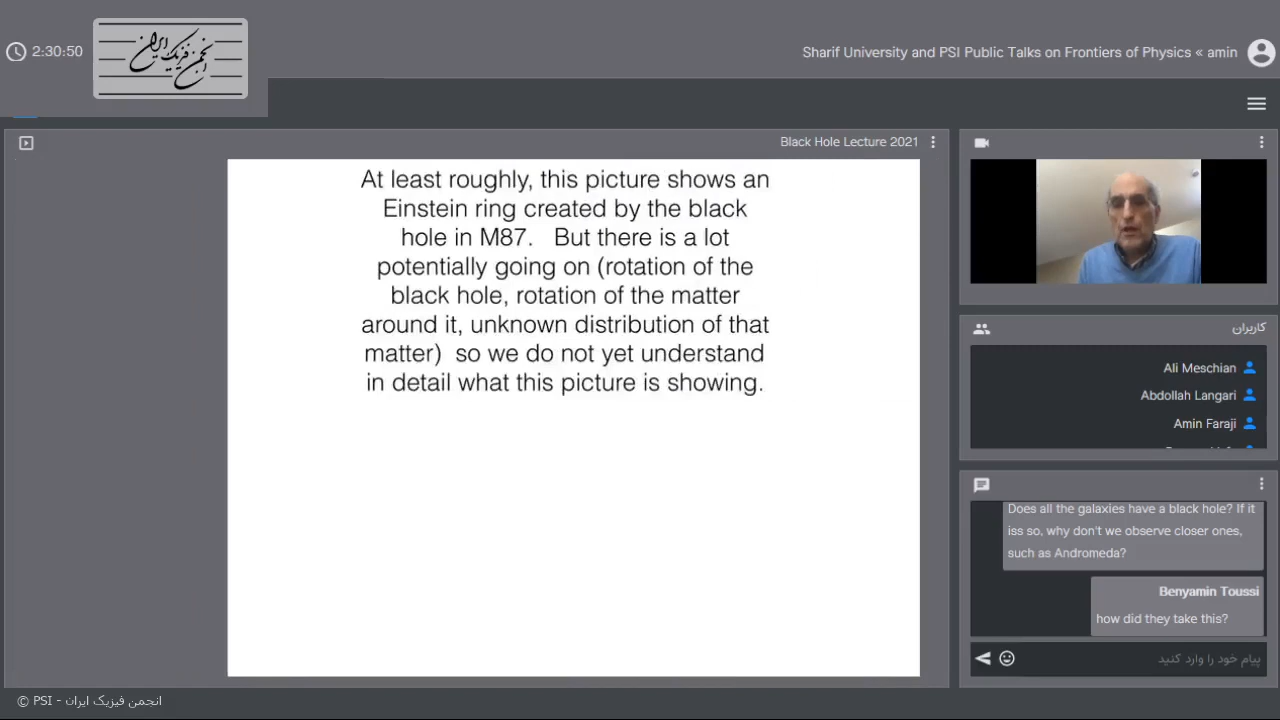 2:30:50
انجمن فیزیک ایران
Sharif University and PSI Public Talks on Frontiers of Physics « amin
Black Hole Lecture 2021
At least roughly, this picture shows an
Einstein ring created by the black
hole in M87. But there is a lot
potentially going on (rotation of the
black hole, rotation of the matter
around it, unknown distribution of that
matter) so we do not yet understand
in detail what this picture is showing.
کاربران
Ali Meschian
Abdollah Langari
Amin Faraji
Does all the galaxies have a black hole? If it
iss so, why don't we observe closer ones,
such as Andromeda?
Benyamin Toussi
how did they take this?
پیام خود را وارد کنید
© PSI - انجمن فیزیک ایران